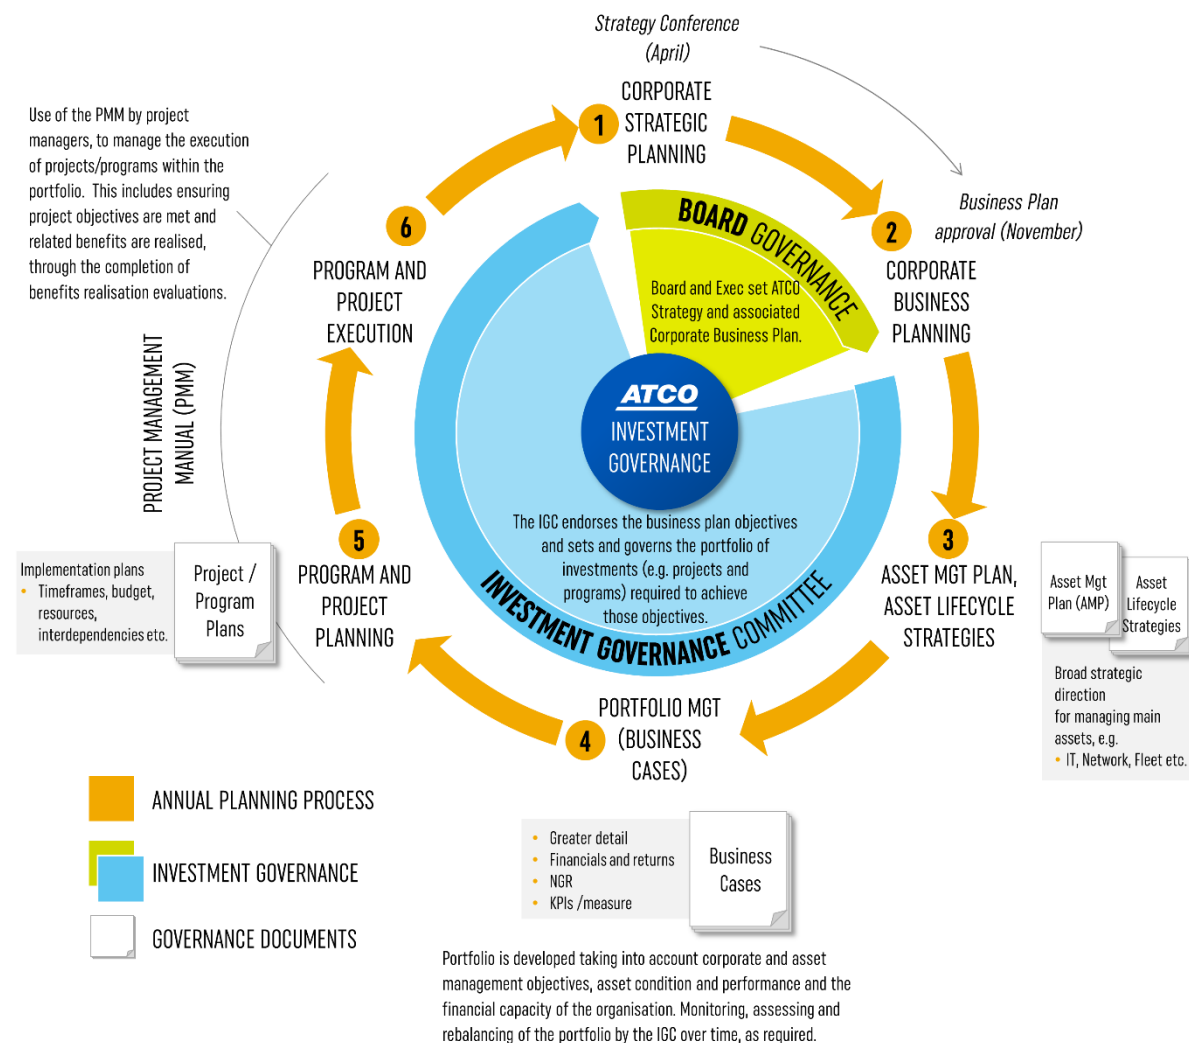 Strategy Conference
(April)
Use of the PMM by project
managers, to manage the execution
of projects/programs within the
portfolio. This includes ensuring
project objectives are met and
related benefits are realised,
through the completion of
benefits realisation evaluations.
1
CORPORATE
STRATEGIC
PLANNING
Business Plan
approval (November)
2
CORPORATE
BUSINESS
PLANNING
BOARD GOVERNANCE
Board and Exec set ATCO
Strategy and associated
Corporate Business Plan.
6
PROGRAM AND
PROJECT
EXECUTION
ATCO
INVESTMENT
GOVERNANCE
PROJECT MANAGEMENT
MANUAL (PMM)
The IGC endorses the business plan objectives
and sets and governs the portfolio of
investments (e.g. projects and
programs) required to achieve
those objectives.
INVESTMENT GOVERNANCE COMMITTEE
3
ASSET MGT PLAN,
ASSET LIFECYCLE
STRATEGIES
Asset Mgt
Plan (AMP)
Asset
Lifecycle
Strategies
Broad strategic
direction
for managing main
assets, e.g.
• IT, Network, Fleet etc.
5
PROGRAM AND
PROJECT
PLANNING
Implementation plans
• Timeframes, budget,
resources,
interdependencies etc.
Project /
Program
Plans
4
PORTFOLIO MGT
(BUSINESS
CASES)
ANNUAL PLANNING PROCESS
INVESTMENT GOVERNANCE
GOVERNANCE DOCUMENTS
• Greater detail
• Financials and returns
• NGR
• KPIs /measure
Business
Cases
Portfolio is developed taking into account corporate and asset
management objectives, asset condition and performance and the
financial capacity of the organisation. Monitoring, assessing and
rebalancing of the portfolio by the IGC over time, as required.